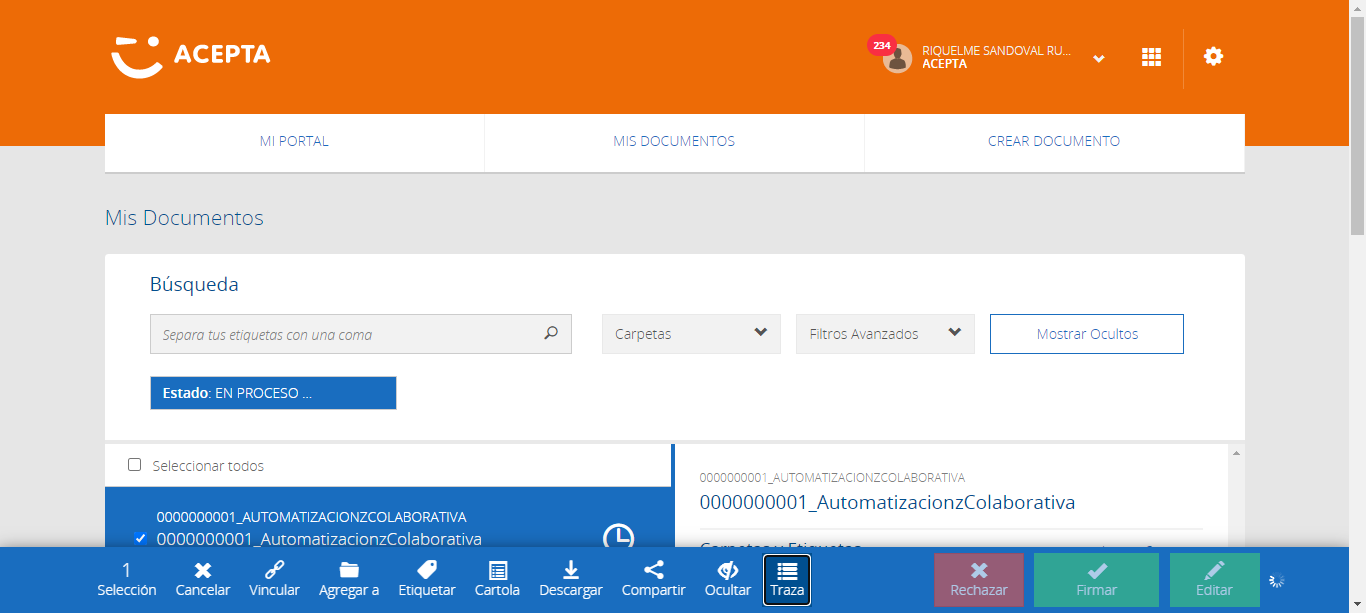 ACEPTA
234
RIQUELME SANDOVAL RU...
ACEPTA
MI PORTAL
MIS DOCUMENTOS
CREAR DOCUMENTO
Mis Documentos
Búsqueda
Separa tus etiquetas con una coma
Carpetas
Filtros Avanzados
Mostrar Ocultos
Estado: EN PROCESO ...
Seleccionar todos
0000000001_AUTOMATIZACIONZCOLABORATIVA
0000000001_AutomatizacionzColaborativa
0000000001_AUTOMATIZACIONZCOLABORATIVA
0000000001_AutomatizacionzColaborativa
Carpetas y Etiquetas
1
Selección
Cancelar
Vincular
Agregar a
Etiquetar
Cartola
Descargar
Compartir
Ocultar
Traza
Rechazar
Firmar
Editar